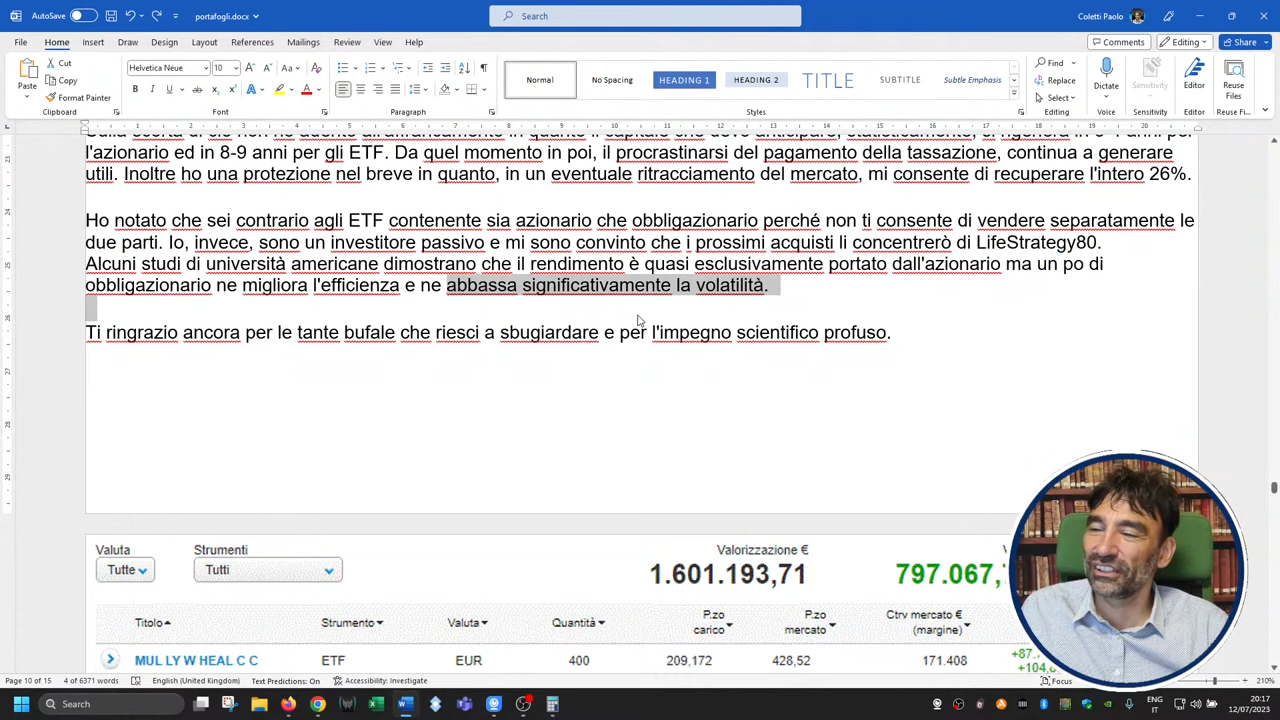 AutoSave
portafogli.docx
Search
Coletti Paolo
File Home Insert Draw Design Layout References Mailings Review View Help
Comments Editing Share
Paste
Cut
Copy
Format Painter
Clipboard
Helvetica Neue 10
Font
Paragraph
Normal No Spacing HEADING 1 HEADING 2 TITLE SUBTITLE Subtle Emphasis
Styles
Find
Replace
Select
Editing
Dictate
Voice
Sensitivity
Sensitivity
Editor
Editor
Reuse Files
Reuse Fi...
l'azionario ed in 8-9 anni per gli ETF. Da quel momento in poi, il procrastinarsi del pagamento della tassazione, continua a generare
utili. Inoltre ho una protezione nel breve in quanto, in un eventuale ritracciamento del mercato, mi consente di recuperare l'intero 26%.
Ho notato che sei contrario agli ETF contenente sia azionario che obbligazionario perché non ti consente di vendere separatamente le
due parti. Io, invece, sono un investitore passivo e mi sono convinto che i prossimi acquisti li concentrerò di LifeStrategy80.
Alcuni studi di università americane dimostrano che il rendimento è quasi esclusivamente portato dall'azionario ma un po di
obbligazionario ne migliora l'efficienza e ne abbassa significativamente la volatilità.
Ti ringrazio ancora per le tante bufale che riesci a sbugiardare e per l'impegno scientifico profuso.
Valuta Strumenti Valorizzazione €
Tutte Tutti 1.601.193,71 797.067,
Titolo Strumento Valuta Quantità P.zo carico P.zo mercato Ctrv mercato € (margine)
MUL LY W HEAL C C ETF EUR 400 209,172 428,52 171.408
Page 10 of 15 4 of 6371 words English (United Kingdom) Text Predictions: On Accessibility: Investigate Focus 210%
Search
ENG
IT
20:17
12/07/2023